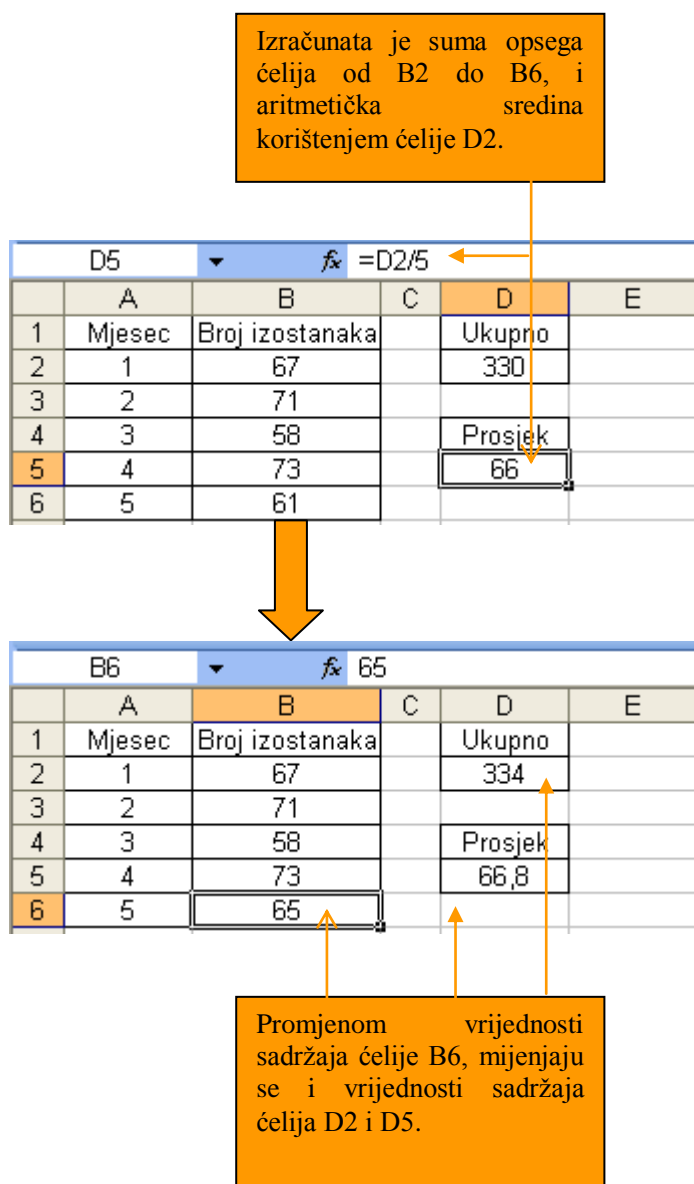 Izračunata je suma opsega
ćelija od B2 do B6, i
aritmetička sredina
korištenjem ćelije D2.
D5 fx =D2/5
A B C D E
1 Mjesec Broj izostanaka Ukupno
2 1 67 330
3 2 71
4 3 58 Prosjek
5 4 73 66
6 5 61
B6 fx 65
A B C D E
1 Mjesec Broj izostanaka Ukupno
2 1 67 334
3 2 71
4 3 58 Prosjek
5 4 73 66,8
6 5 65
Promjenom vrijednosti
sadržaja ćelije B6, mijenjaju
se i vrijednosti sadržaja
ćelija D2 i D5.